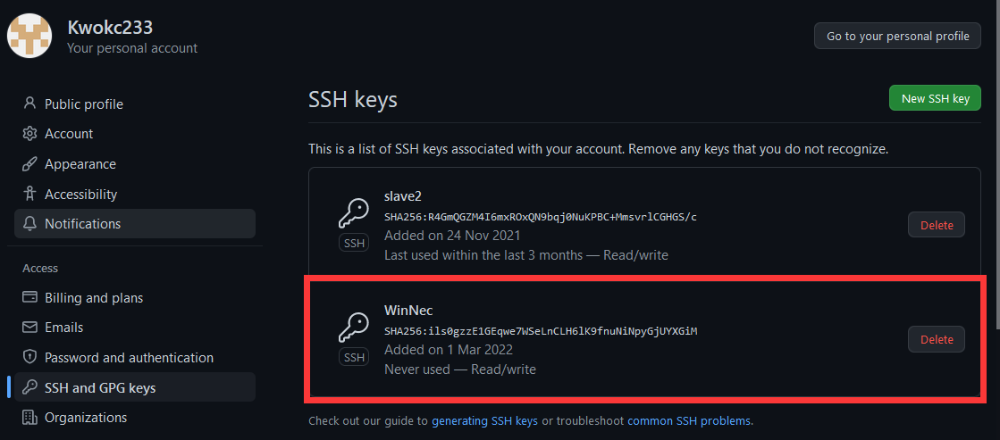 Kwokc233
Your personal account
Go to your personal profile
Public profile
Account
Appearance
Accessibility
Notifications
Access
Billing and plans
Emails
Password and authentication
SSH and GPG keys
Organizations
SSH keys
New SSH key
This is a list of SSH keys associated with your account. Remove any keys that you do not recognize.
slave2
SHA256:R4GmQGZM4I6mxROxQN9bqj0NuKPBC+MmsvrlCGHGS/c
Added on 24 Nov 2021
Last used within the last 3 months — Read/write
SSH
Delete
WinNec
SHA256:ils0gzzE1GEqwe7WSeLnCLH6lK9fnuNiNpyGjUYXGiM
Added on 1 Mar 2022
Never used — Read/write
SSH
Delete
Check out our guide to generating SSH keys or troubleshoot common SSH problems.